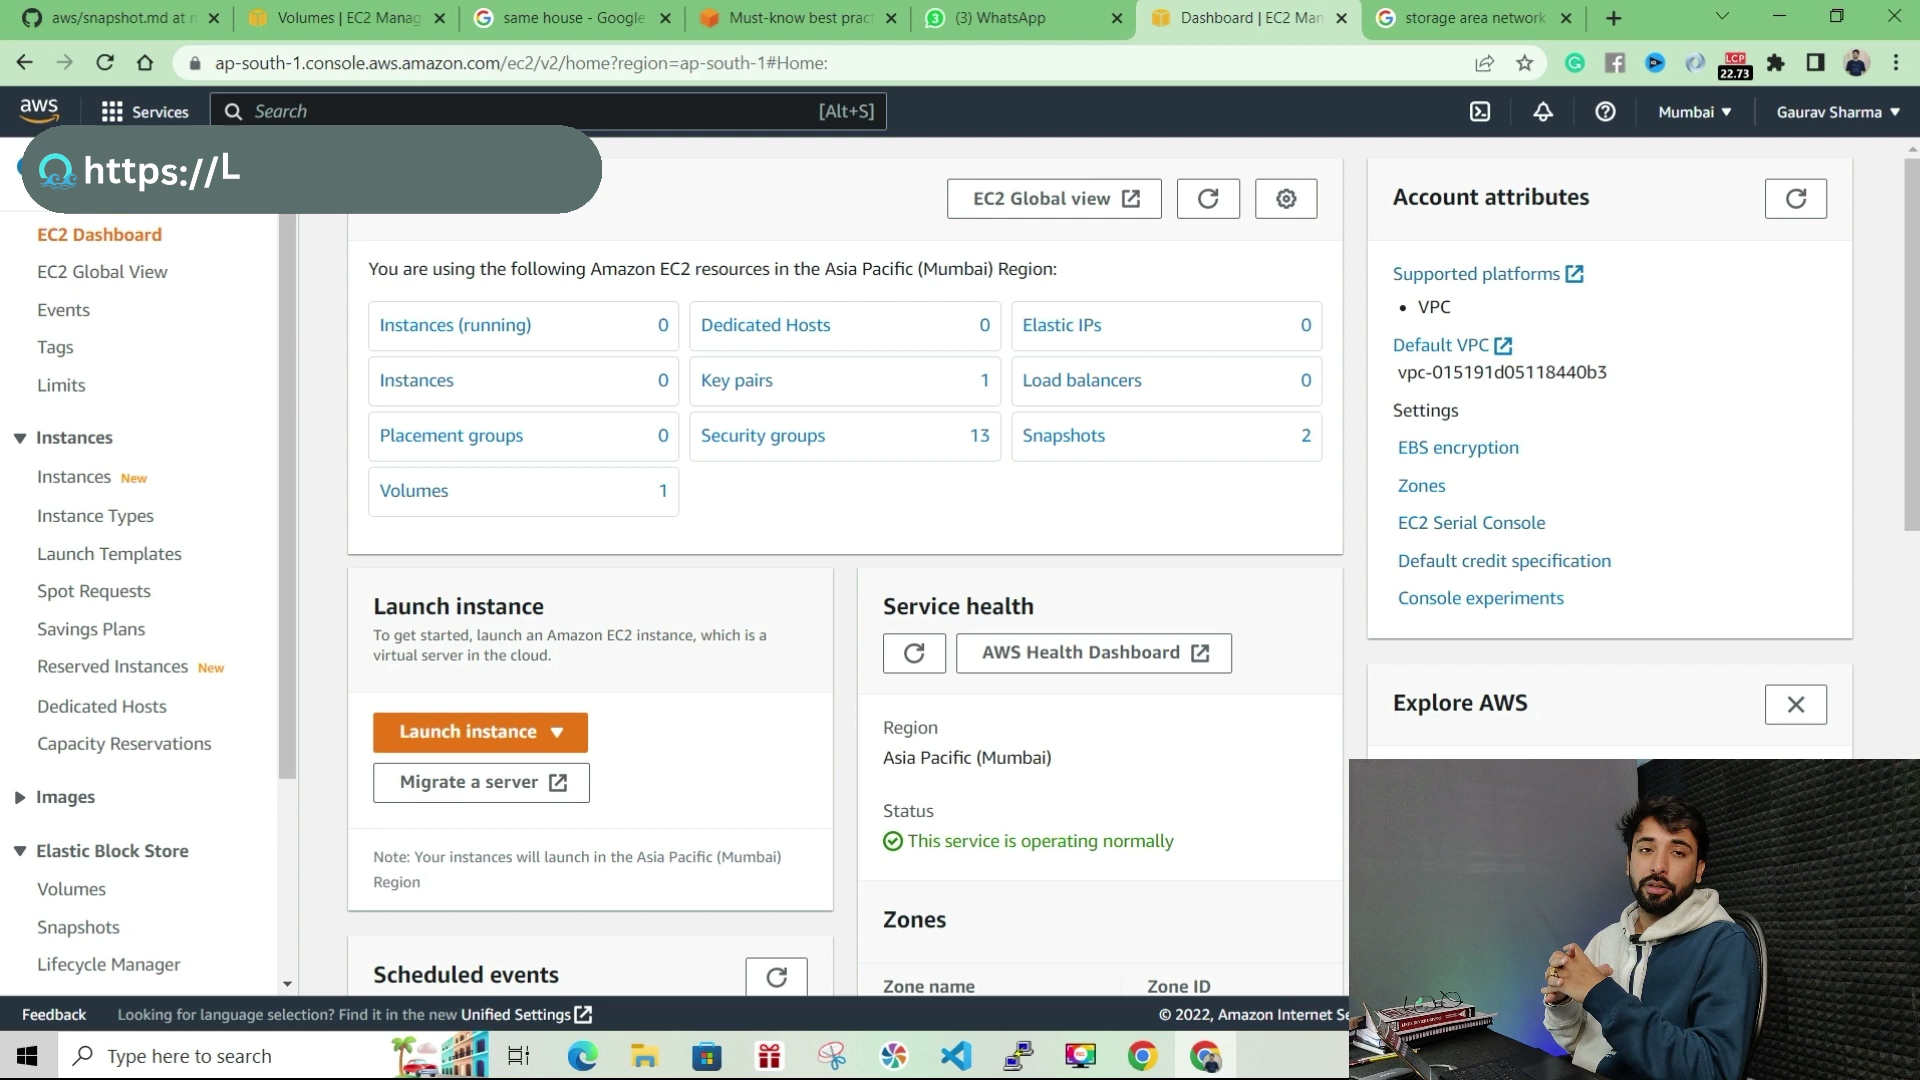 aws/snapshot.md at
Volumes | EC2 Manag
same house - Google
Must-know best pract
(3) WhatsApp
Dashboard | EC2 Man
storage area network
ap-south-1.console.aws.amazon.com/ec2/v2/home?region=ap-south-1#Home:
LCP
22.73
aws
Services
Search
[Alt+S]
Mumbai
Gaurav Sharma
https://L
EC2 Dashboard
EC2 Global View
Events
Tags
Limits
Instances
Instances New
Instance Types
Launch Templates
Spot Requests
Savings Plans
Reserved Instances New
Dedicated Hosts
Capacity Reservations
Images
Elastic Block Store
Volumes
Snapshots
Lifecycle Manager
EC2 Global view
You are using the following Amazon EC2 resources in the Asia Pacific (Mumbai) Region:
Instances (running) 0
Dedicated Hosts 0
Elastic IPs 0
Instances 0
Key pairs 1
Load balancers 0
Placement groups 0
Security groups 13
Snapshots 2
Volumes 1
Launch instance
To get started, launch an Amazon EC2 instance, which is a
virtual server in the cloud.
Launch instance
Migrate a server
Note: Your instances will launch in the Asia Pacific (Mumbai)
Region
Scheduled events
Service health
AWS Health Dashboard
Region
Asia Pacific (Mumbai)
Status
This service is operating normally
Zones
Zone name
Zone ID
Account attributes
Supported platforms
• VPC
Default VPC
vpc-015191d05118440b3
Settings
EBS encryption
Zones
EC2 Serial Console
Default credit specification
Console experiments
Explore AWS
Feedback
Looking for language selection? Find it in the new Unified Settings
© 2022, Amazon Internet Se
Type here to search